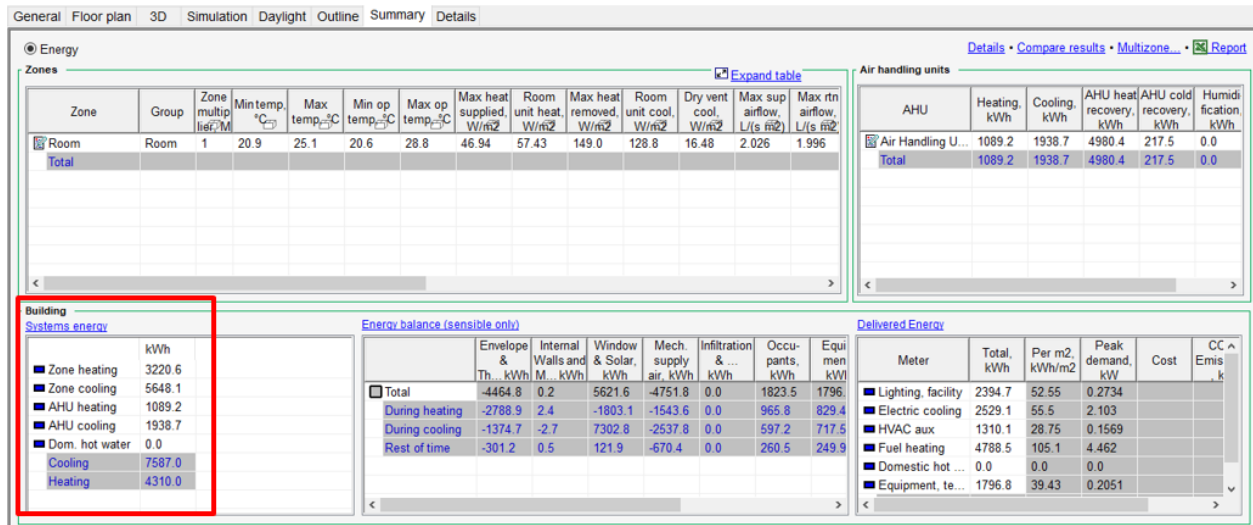 General Floor plan 3D Simulation Daylight Outline Summary Details
Energy
Details • Compare results • Multizone... • Report
Zones
Expand table
Zone Group Zone multip lier, M Min temp, °C Max temp, °C Min op temp, °C Max op temp, °C Max heat supplied, W/m2 Room unit heat, W/m2 Max heat removed, W/m2 Room unit cool, W/m2 Dry vent cool, W/m2 Max sup airflow, L/(s m2) Max rtn airflow, L/(s m2)
Room Room 1 20.9 25.1 20.6 28.8 46.94 57.43 149.0 128.8 16.48 2.026 1.996
Total
Air handling units
AHU Heating, kWh Cooling, kWh AHU heat recovery, kWh AHU cold recovery, kWh Humidi fication, kWh
Air Handling U... 1089.2 1938.7 4980.4 217.5 0.0
Total 1089.2 1938.7 4980.4 217.5 0.0
Building
Systems energy
kWh
Zone heating 3220.6
Zone cooling 5648.1
AHU heating 1089.2
AHU cooling 1938.7
Dom. hot water 0.0
Cooling 7587.0
Heating 4310.0
Energy balance (sensible only)
Envelope & Th... kWh Internal Walls and M... kWh Window & Solar, kWh Mech. supply air, kWh Infiltration & ... kWh Occu- pants, kWh Equi men kWl
Total -4464.8 0.2 5621.6 -4751.8 0.0 1823.5 1796.
During heating -2788.9 2.4 -1803.1 -1543.6 0.0 965.8 829.4
During cooling -1374.7 -2.7 7302.8 -2537.8 0.0 597.2 717.5
Rest of time -301.2 0.5 121.9 -670.4 0.0 260.5 249.9
Delivered Energy
Meter Total, kWh Per m2, kWh/m2 Peak demand, kW Cost CC Emis , k
Lighting, facility 2394.7 52.55 0.2734
Electric cooling 2529.1 55.5 2.103
HVAC aux 1310.1 28.75 0.1569
Fuel heating 4788.5 105.1 4.462
Domestic hot ... 0.0 0.0 0.0
Equipment, te... 1796.8 39.43 0.2051